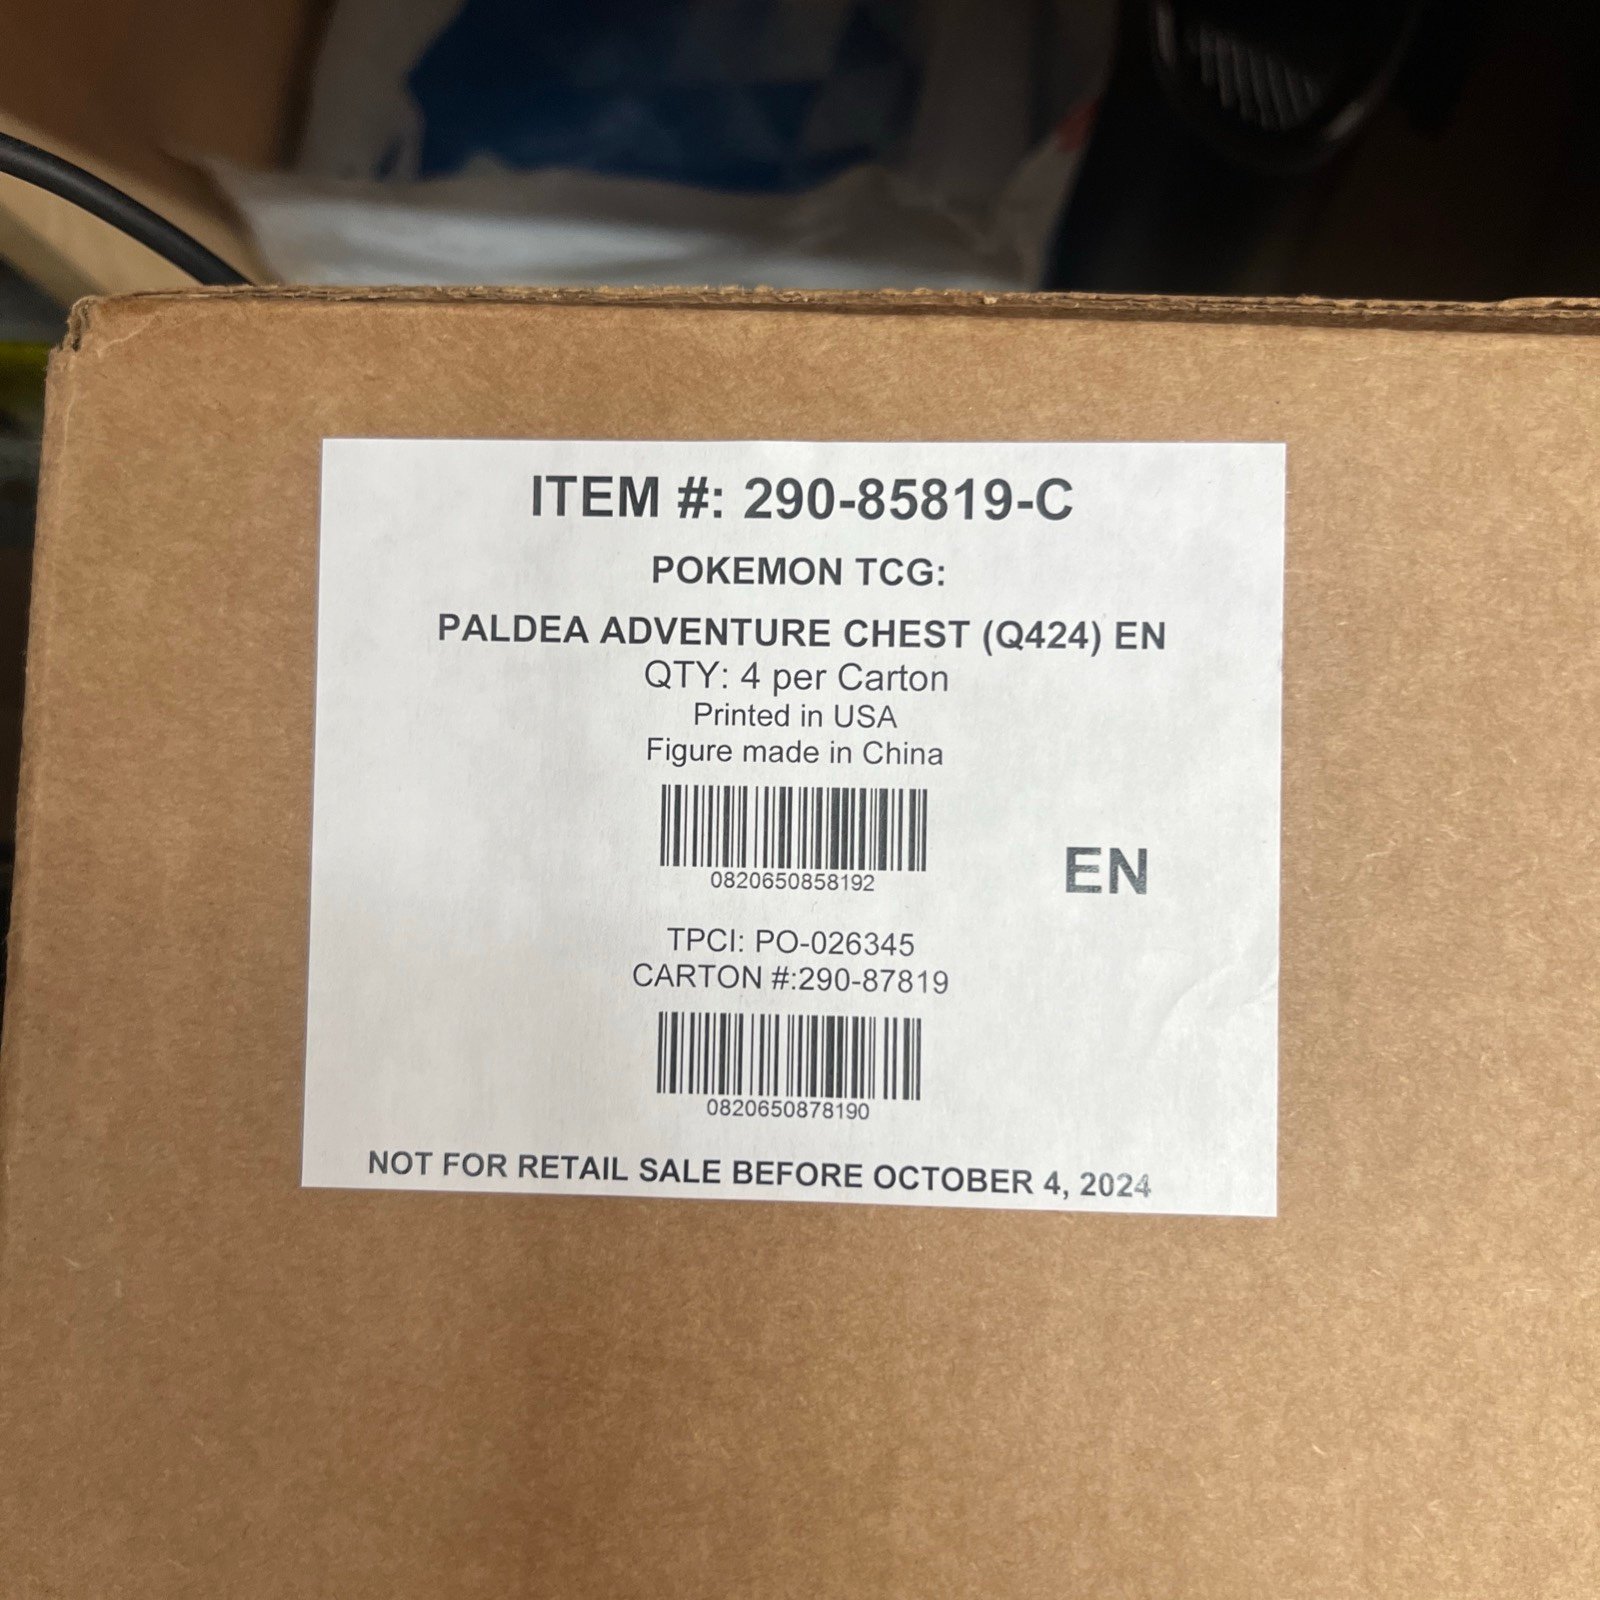 ITEM #: 290-85819-C
POKEMON TCG:
PALDEA ADVENTURE CHEST (Q424) EN
QTY: 4 per Carton
Printed in USA
Figure made in China
0820650858192
EN
TPCI: PO-026345
CARTON #:290-87819
0820650878190
NOT FOR RETAIL SALE BEFORE OCTOBER 4, 2024